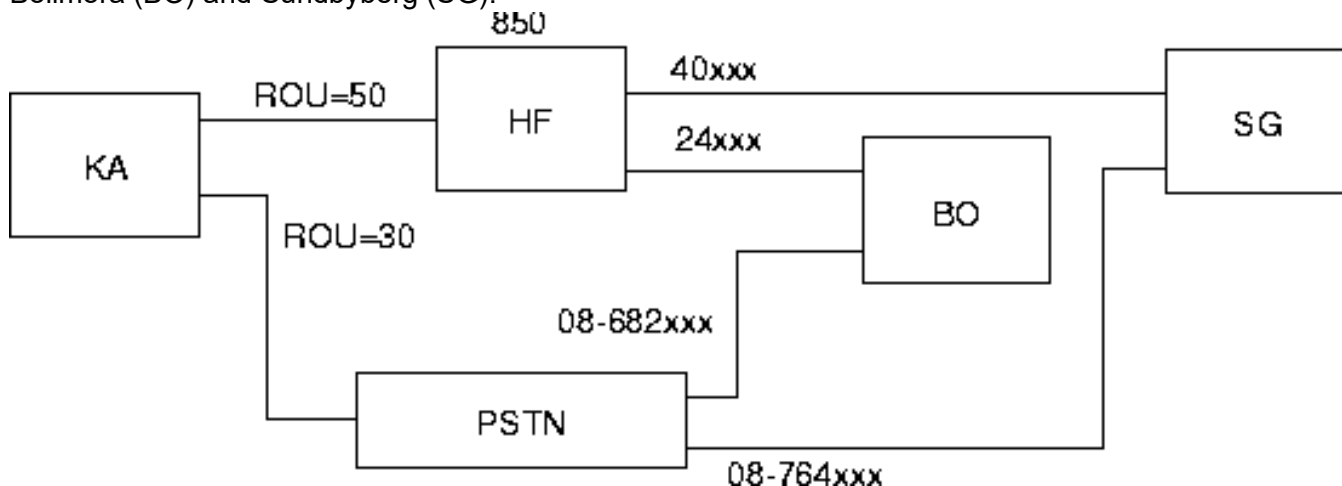 Bollmora (BO) and Sundbyberg (SG).
850
ROU=50
HF
40xxx
SG
KA
24xxx
BO
ROU=30
08-682xxx
PSTN
08-764xxx